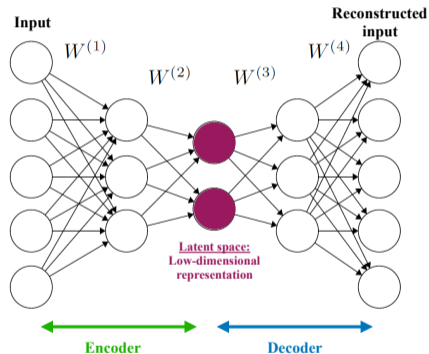 Input
Reconstructed
input
W^{(1)}
W^{(2)}
W^{(3)}
W^{(4)}
Latent space:
Low-dimensional
representation
Encoder
Decoder